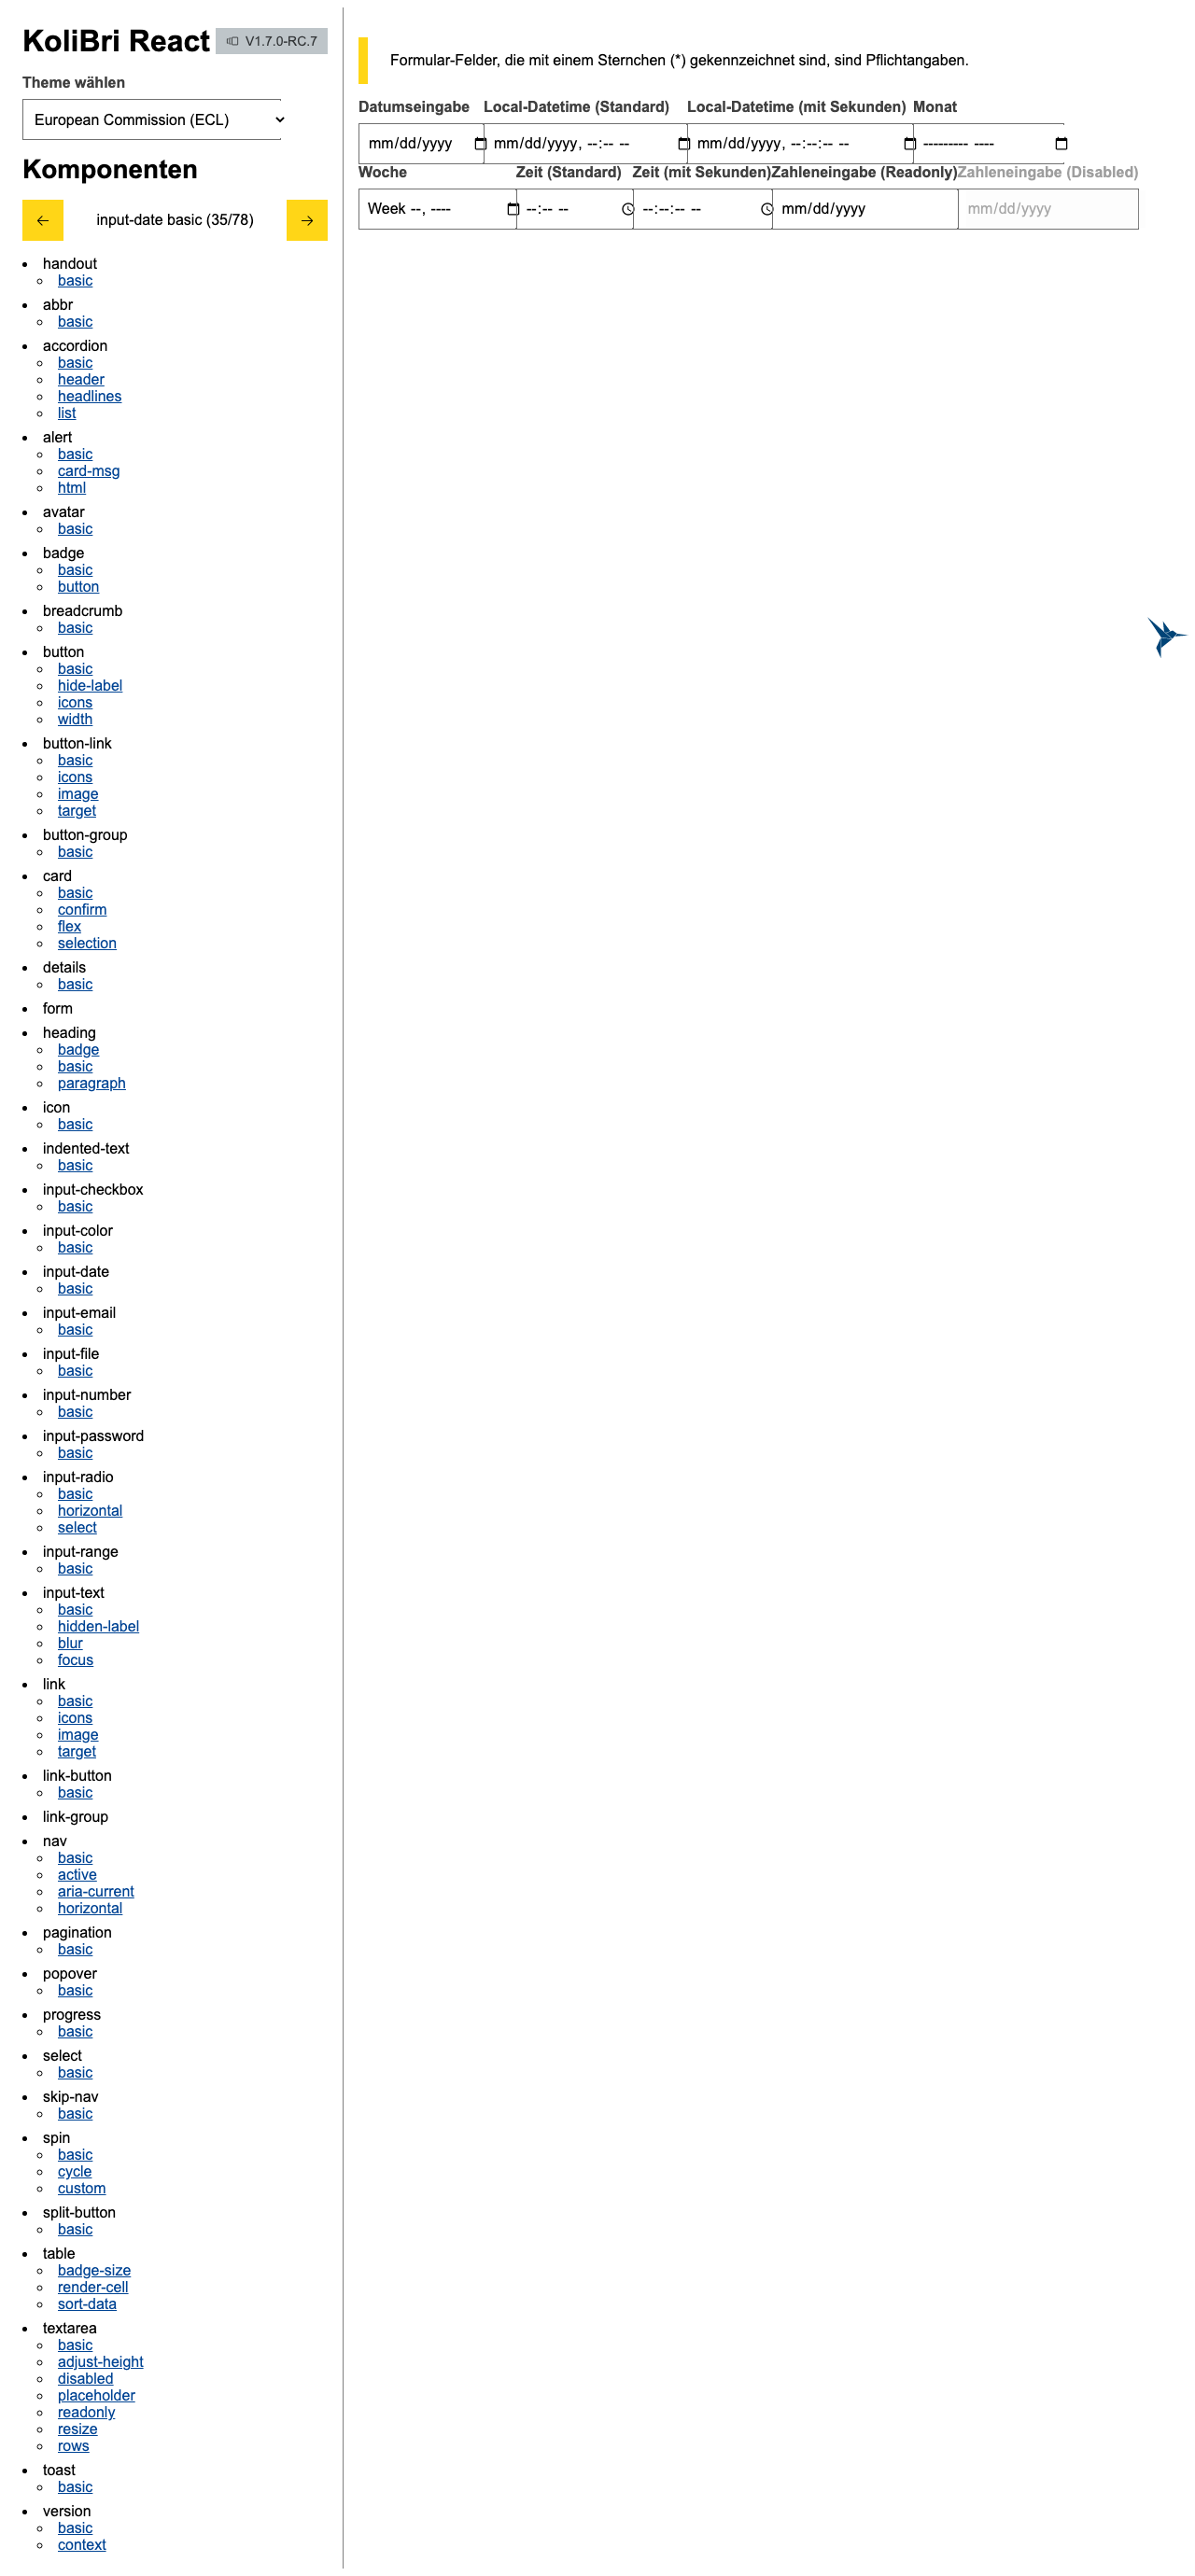 KoliBri React V1.7.0-RC.7
Theme wählen
European Commission (ECL)
Komponenten
input-date basic (35/78)
handout
basic
abbr
basic
accordion
basic
header
headlines
list
alert
basic
card-msg
html
avatar
basic
badge
basic
button
breadcrumb
basic
button
basic
hide-label
icons
width
button-link
basic
icons
image
target
button-group
basic
card
basic
confirm
flex
selection
details
basic
form
heading
badge
basic
paragraph
icon
basic
indented-text
basic
input-checkbox
basic
input-color
basic
input-date
basic
input-email
basic
input-file
basic
input-number
basic
input-password
basic
input-radio
basic
horizontal
select
input-range
basic
input-text
basic
hidden-label
blur
focus
link
basic
icons
image
target
link-button
basic
link-group
nav
basic
active
aria-current
horizontal
pagination
basic
popover
basic
progress
basic
select
basic
skip-nav
basic
spin
basic
cycle
custom
split-button
basic
table
badge-size
render-cell
sort-data
textarea
basic
adjust-height
disabled
placeholder
readonly
resize
rows
toast
basic
version
basic
context
Formular-Felder, die mit einem Sternchen (*) gekennzeichnet sind, sind Pflichtangaben.
Datumseingabe Local-Datetime (Standard) Local-Datetime (mit Sekunden) Monat
mm/dd/yyyy mm/dd/yyyy, --:-- -- mm/dd/yyyy, --:--:-- -- --------- ----
Woche Zeit (Standard) Zeit (mit Sekunden) Zahleneingabe (Readonly) Zahleneingabe (Disabled)
Week --, ---- --:-- -- --:--:-- -- mm/dd/yyyy mm/dd/yyyy